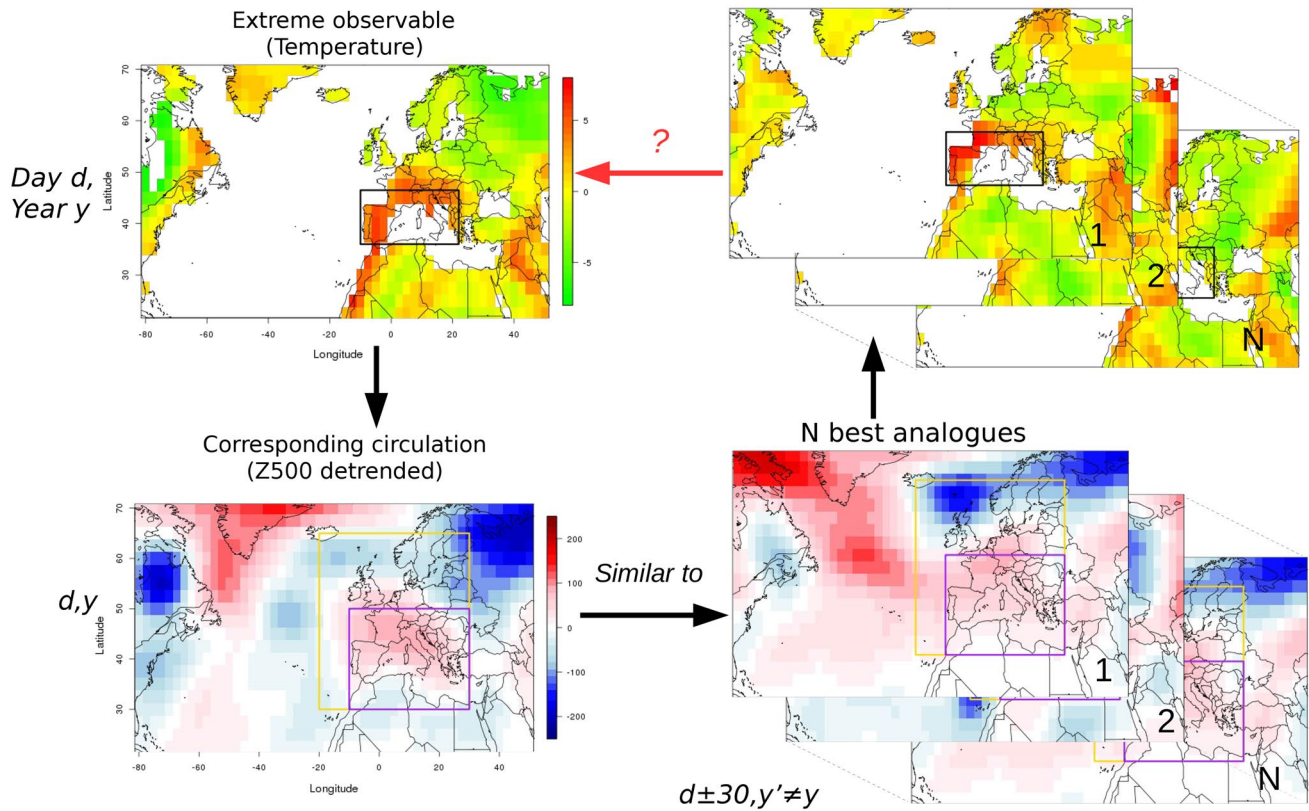 Extreme observable
(Temperature)
Day d,
Year y
Latitude
70
60
50
40
30
-80
-60
-40
-20
0
20
40
Longitude
5
0
-5
?
1
2
N
Corresponding circulation
(Z500 detrended)
d,y
Latitude
70
60
50
40
30
-80
-60
-40
-20
0
20
40
200
100
0
-100
-200
Similar to
N best analogues
1
2
N
d±30,y’≠y